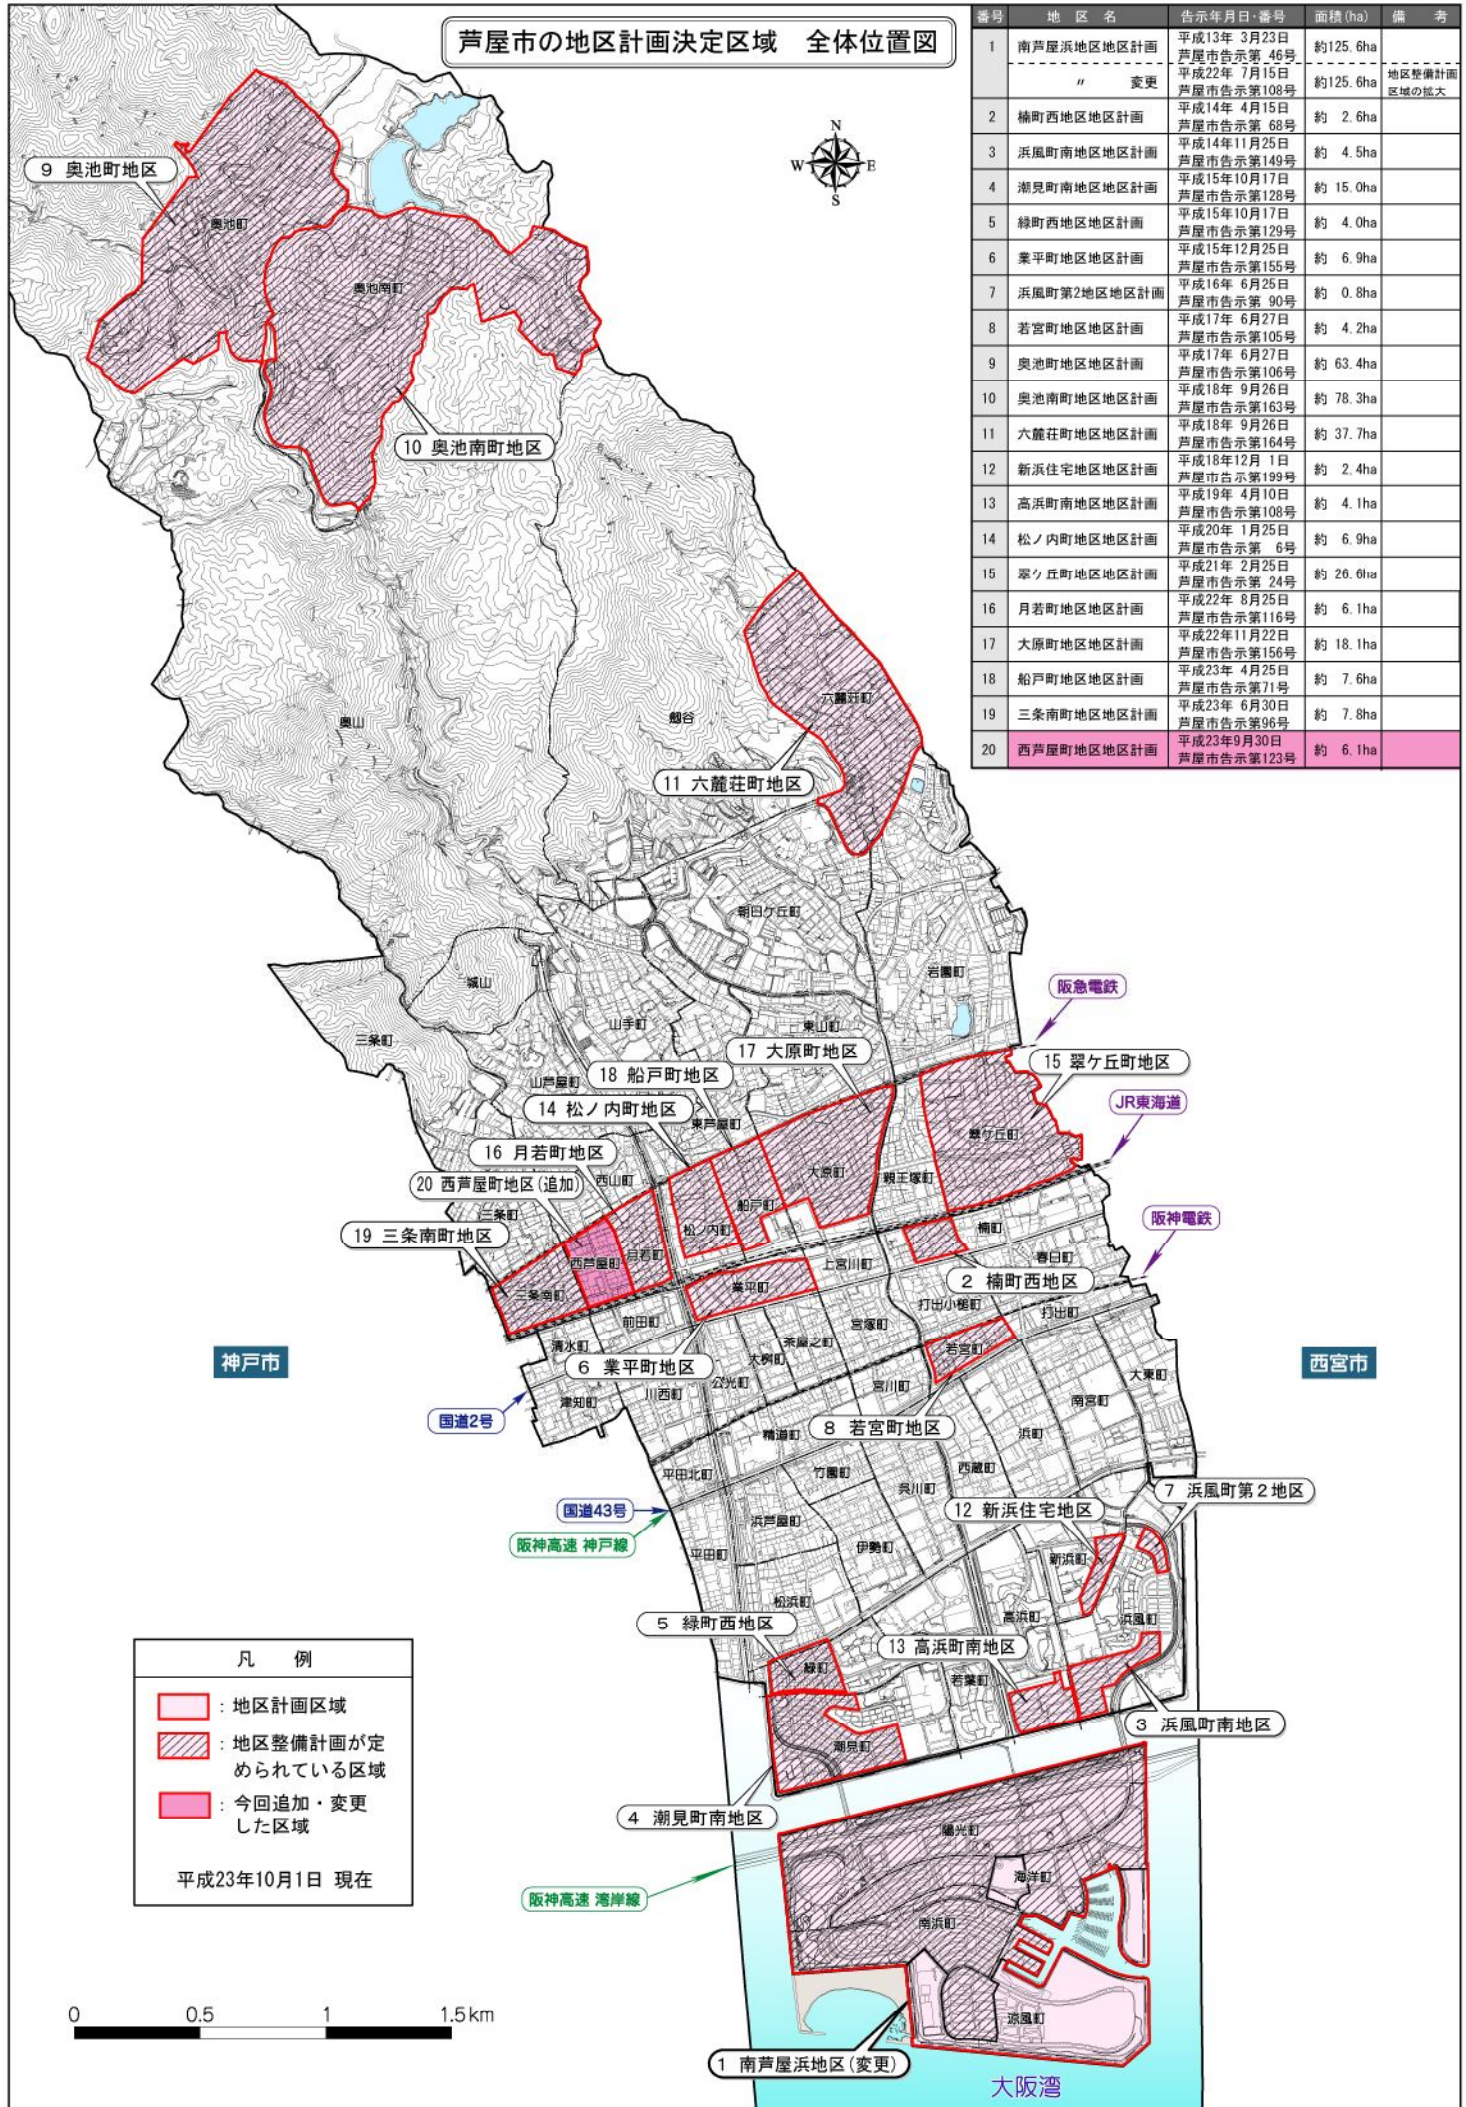 芦屋市の地区計画決定区域　全体位置図
番号 地区名 告示年月日・番号 面積(ha) 備考
1 南芦屋浜地区地区計画 平成13年 3月23日 芦屋市告示第 46号 約125.6ha
〃 変更 平成22年 7月15日 芦屋市告示第108号 約125.6ha 地区整備計画区域の拡大
2 楠町西地区地区計画 平成14年 4月15日 芦屋市告示第 68号 約 2.6ha
3 浜風町南地区地区計画 平成14年11月25日 芦屋市告示第149号 約 4.5ha
4 潮見町南地区地区計画 平成15年10月17日 芦屋市告示第128号 約 15.0ha
5 緑町西地区地区計画 平成15年10月17日 芦屋市告示第129号 約 4.0ha
6 業平町地区地区計画 平成15年12月25日 芦屋市告示第155号 約 6.9ha
7 浜風町第2地区地区計画 平成16年 6月25日 芦屋市告示第 90号 約 0.8ha
8 若宮町地区地区計画 平成17年 6月27日 芦屋市告示第105号 約 4.2ha
9 奥池町地区地区計画 平成17年 6月27日 芦屋市告示第106号 約 63.4ha
10 奥池南町地区地区計画 平成18年 9月26日 芦屋市告示第163号 約 78.3ha
11 六麓荘町地区地区計画 平成18年 9月26日 芦屋市告示第164号 約 37.7ha
12 新浜住宅地区地区計画 平成18年12月 1日 芦屋市告示第199号 約 2.4ha
13 高浜町南地区地区計画 平成19年 4月10日 芦屋市告示第108号 約 4.1ha
14 松ノ内町地区地区計画 平成20年 1月25日 芦屋市告示第 6号 約 6.9ha
15 翠ケ丘町地区地区計画 平成21年 2月25日 芦屋市告示第 24号 約 26.6ha
16 月若町地区地区計画 平成22年 8月25日 芦屋市告示第116号 約 6.1ha
17 大原町地区地区計画 平成22年11月22日 芦屋市告示第156号 約 18.1ha
18 船戸町地区地区計画 平成23年 4月25日 芦屋市告示第71号 約 7.6ha
19 三条南町地区地区計画 平成23年 6月30日 芦屋市告示第96号 約 7.8ha
20 西芦屋町地区地区計画 平成23年9月30日 芦屋市告示第123号 約 6.1ha
N
W E
S
9 奥池町地区
奥池町
奥池南町
10 奥池南町地区
六麓荘町
奥山
剱谷
11 六麓荘町地区
朝日ケ丘町
岩園町
城山
山手町
東山町
三条町
阪急電鉄
17 大原町地区
15 翠ケ丘町地区
18 船戸町地区
山芦屋町
14 松ノ内町地区
JR東海道
東芦屋町
翠ケ丘町
16 月若町地区
西山町
大原町
親王塚町
20 西芦屋町地区(追加)
三条町
船戸町
松ノ内町
楠町
阪神電鉄
19 三条南町地区
西芦屋町
月若町
上宮川町
春日町
2 楠町西地区
三条南町
業平町
打出小槌町
打出町
前田町
宮塚町
清水町
茶屋之町
若宮町
神戸市
6 業平町地区
大桝町
西宮市
公光町
宮川町
大東町
津知町
川西町
南宮町
国道2号
8 若宮町地区
精道町
浜町
平田北町
竹園町
西蔵町
呉川町
7 浜風町第2地区
国道43号
12 新浜住宅地区
浜芦屋町
阪神高速 神戸線
平田町
伊勢町
新浜町
松浜町
高浜町
浜風町
5 緑町西地区
13 高浜町南地区
緑町
若葉町
3 浜風町南地区
潮見町
4 潮見町南地区
陽光町
海洋町
阪神高速 湾岸線
南浜町
涼風町
1 南芦屋浜地区(変更)
大阪湾
凡　例
：地区計画区域
：地区整備計画が定
められている区域
：今回追加・変更
した区域
平成23年10月1日 現在
0 0.5 1 1.5km